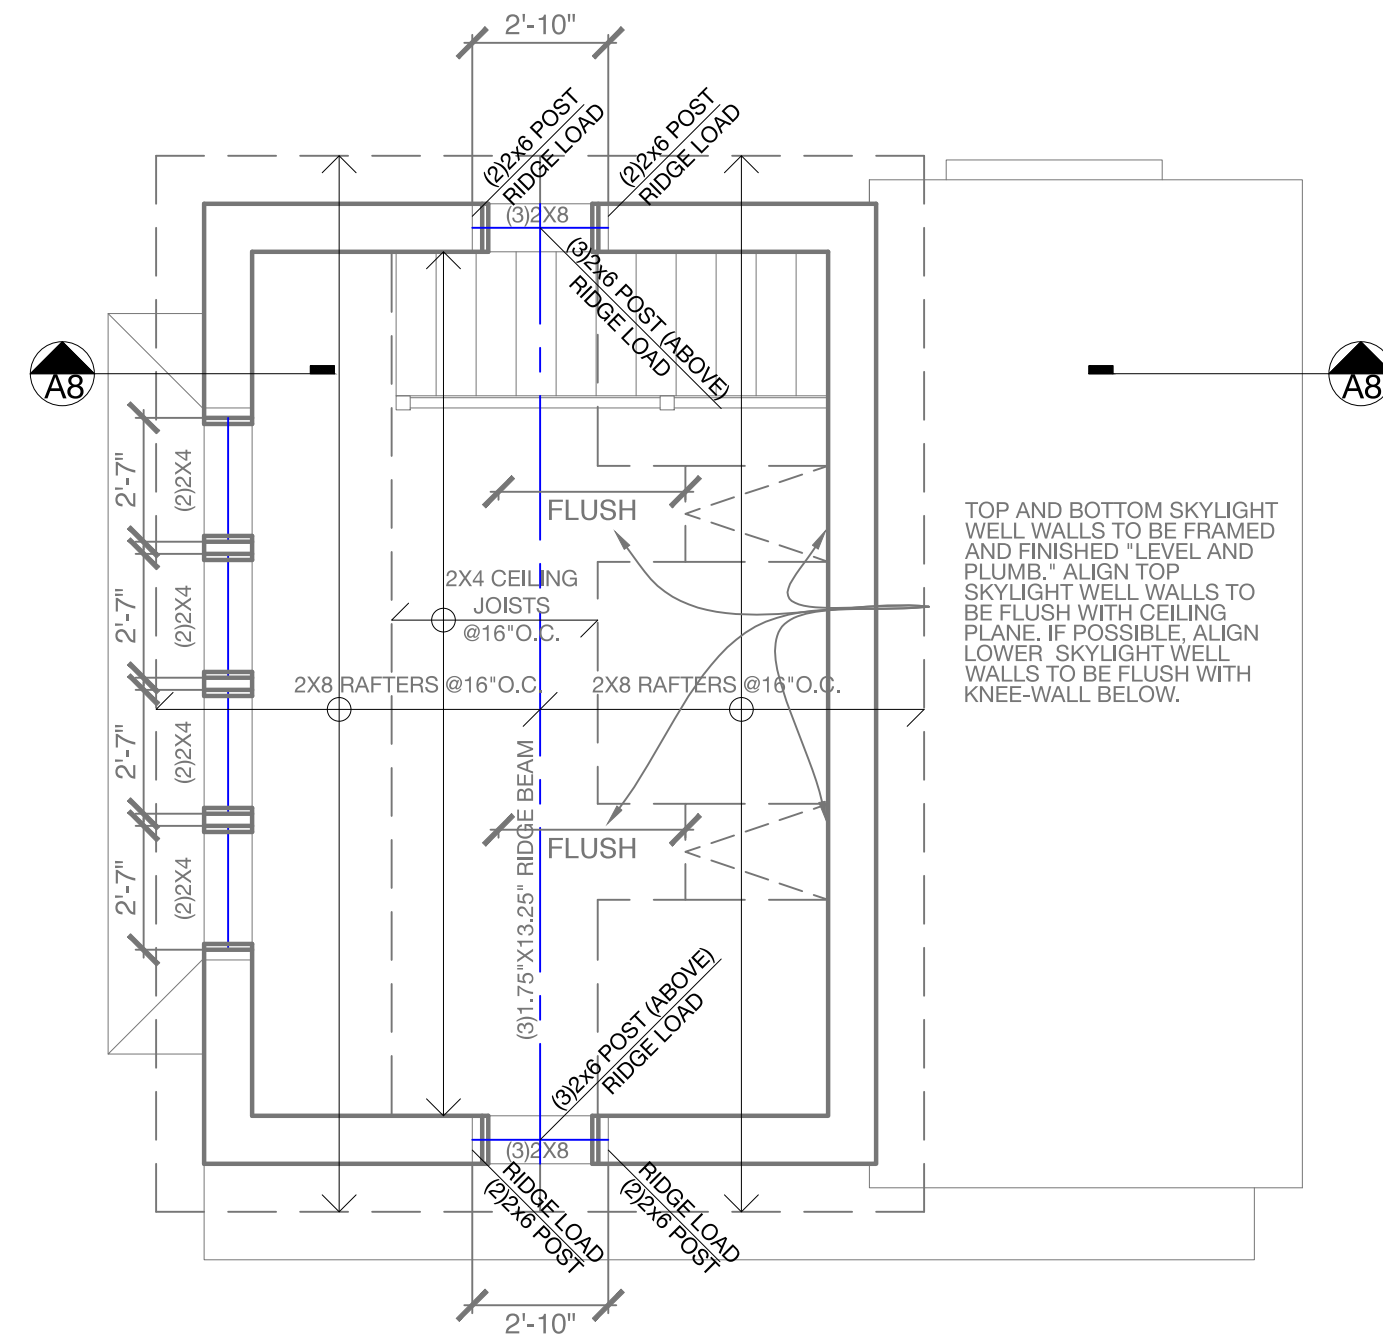 2'-10"
(2)2x6 POST
RIDGE LOAD
(2)2x6 POST
RIDGE LOAD
(3)2X8
(3)2x6 POST (ABOVE)
RIDGE LOAD
A8
A8
2'-7"
(2)2X4
2'-7"
(2)2X4
2'-7"
(2)2X4
2'-7"
(2)2X4
FLUSH
2X4 CEILING
JOISTS
@16"O.C.
2X8 RAFTERS @16"O.C.
2X8 RAFTERS @16"O.C.
(3)1.75"X13.25" RIDGE BEAM
FLUSH
TOP AND BOTTOM SKYLIGHT
WELL WALLS TO BE FRAMED
AND FINISHED "LEVEL AND
PLUMB." ALIGN TOP
SKYLIGHT WELL WALLS TO
BE FLUSH WITH CEILING
PLANE. IF POSSIBLE, ALIGN
LOWER  SKYLIGHT WELL
WALLS TO BE FLUSH WITH
KNEE-WALL BELOW.
(3)2x6 POST (ABOVE)
RIDGE LOAD
(3)2X8
RIDGE LOAD
(2)2x6 POST
RIDGE LOAD
(2)2x6 POST
2'-10"